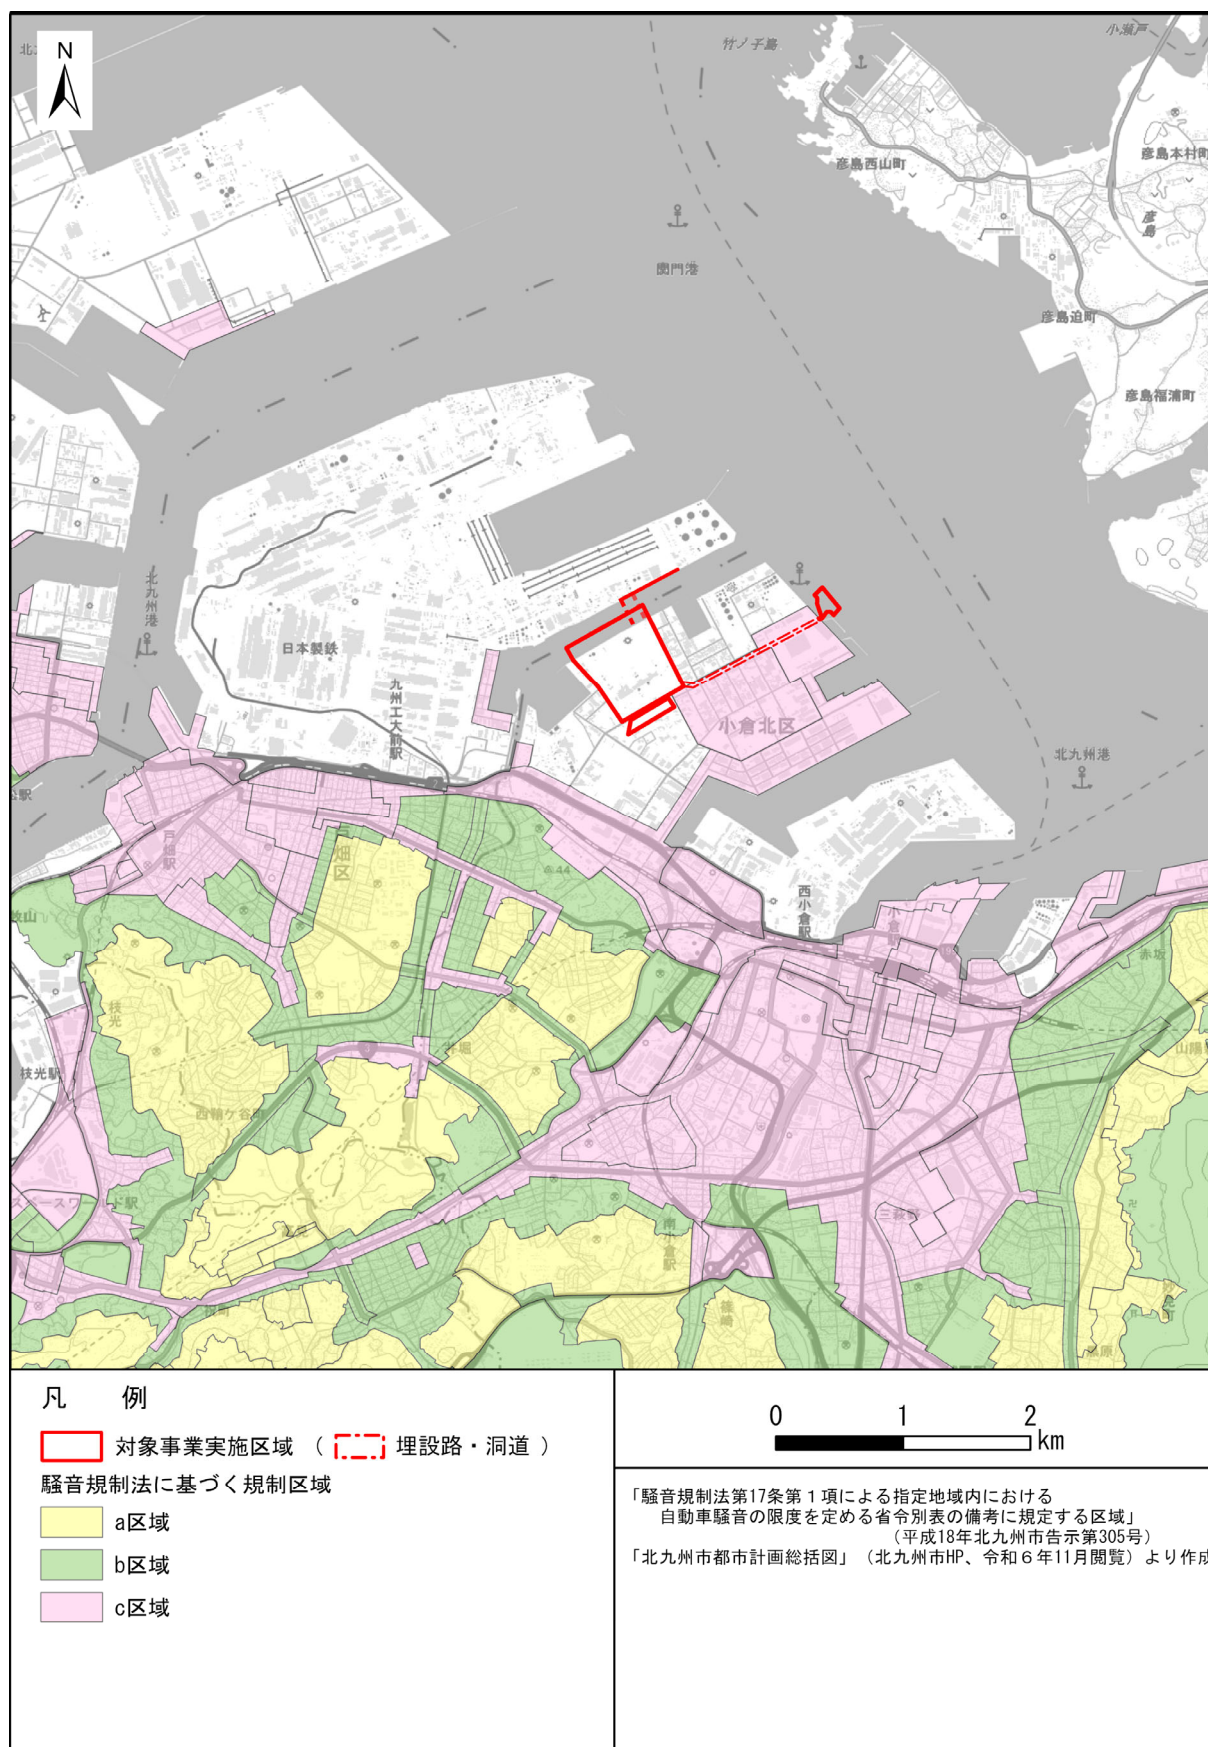 N
竹ノ子島
小瀬戸
彦島西山町
彦島本村町
彦島
関門港
彦島迫町
彦島福浦町
北九州港
日本製鉄
九州工大前駅
小倉北区
北九州港
戸畑駅
畑区
西小倉駅
小倉駅
赤坂
枝光
井堀
枝光駅
南小倉駅
三萩野
篠崎
凡　例
対象事業実施区域 （ 埋設路・洞道 ）
騒音規制法に基づく規制区域
a区域
b区域
c区域
0 1 2
km
「騒音規制法第17条第１項による指定地域内における
自動車騒音の限度を定める省令別表の備考に規定する区域」
（平成18年北九州市告示第305号）
「北九州市都市計画総括図」（北九州市HP、令和６年11月閲覧）より作成